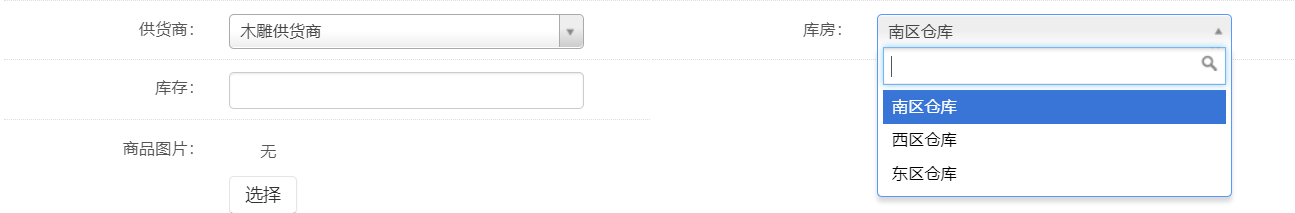 供货商： 木雕供货商 库房： 南区仓库
库存：
南区仓库
西区仓库
商品图片： 无
东区仓库
选择